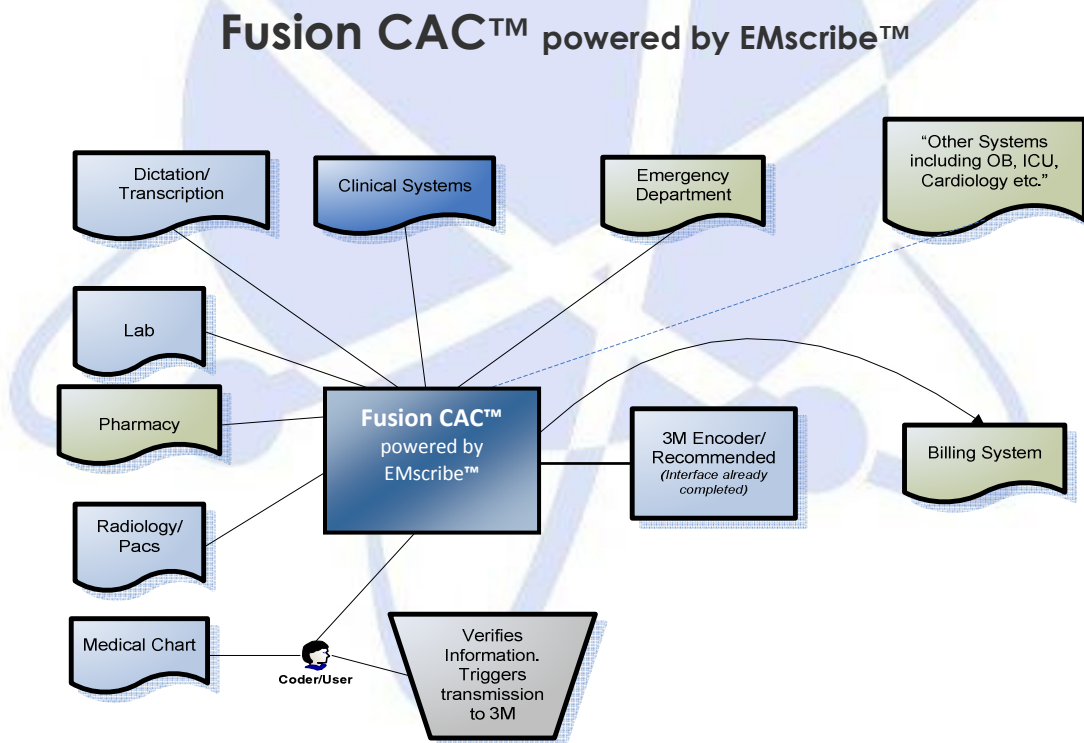 Fusion CAC™ powered by EMscribe™
Dictation/
Transcription
Clinical Systems
Emergency
Department
“Other Systems
including OB, ICU,
Cardiology etc.”
Lab
Pharmacy
Fusion CAC™
powered by
EMscribe™
3M Encoder/
Recommended
(Interface already
completed)
Billing System
Radiology/
Pacs
Medical Chart
Coder/User
Verifies
Information.
Triggers
transmission
to 3M